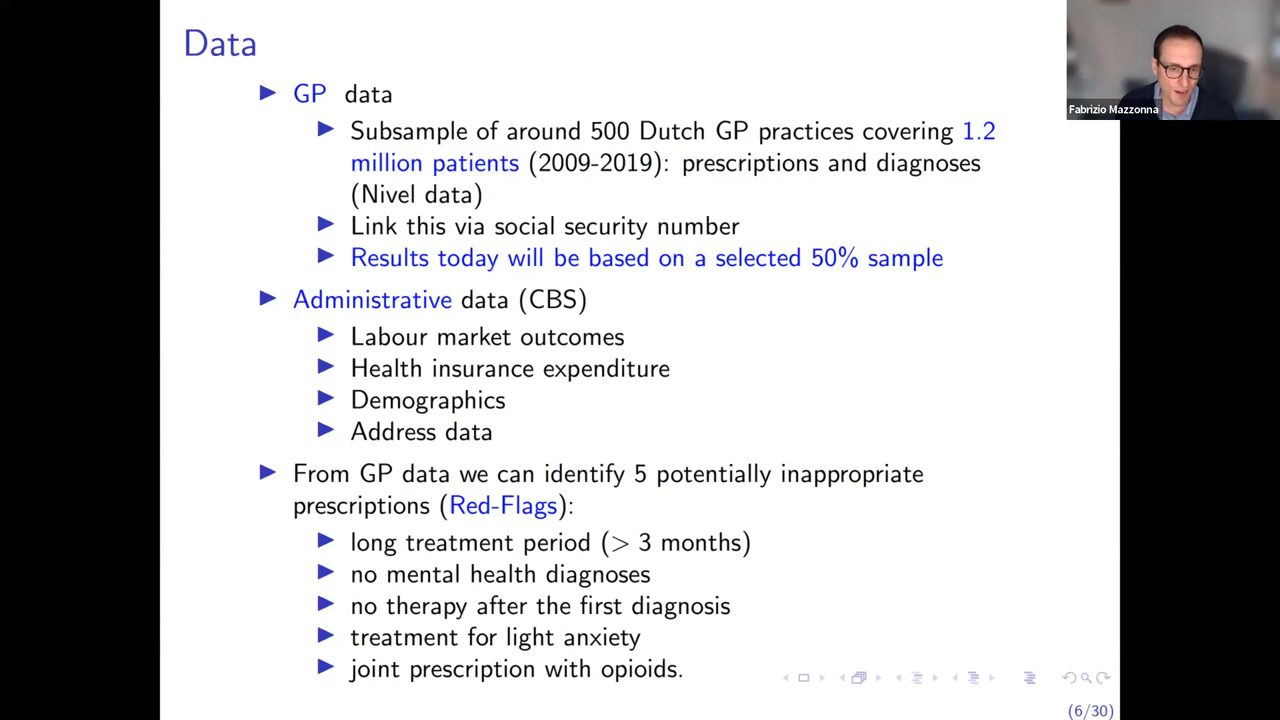 Data
GP data
Subsample of around 500 Dutch GP practices covering 1.2
million patients (2009-2019): prescriptions and diagnoses
(Nivel data)
Link this via social security number
Results today will be based on a selected 50% sample
Administrative data (CBS)
Labour market outcomes
Health insurance expenditure
Demographics
Address data
From GP data we can identify 5 potentially inappropriate
prescriptions (Red-Flags):
long treatment period (> 3 months)
no mental health diagnoses
no therapy after the first diagnosis
treatment for light anxiety
joint prescription with opioids.
(6/30)
Fabrizio Mazzonna